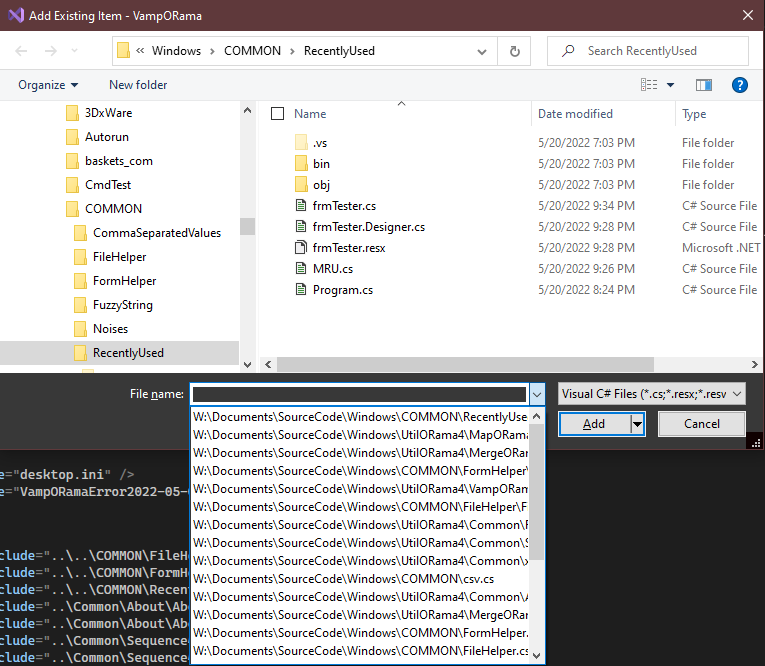 Add Existing Item - VampORama
« Windows › COMMON › RecentlyUsed
Search RecentlyUsed
Organize
New folder
3DxWare
Autorun
baskets_com
CmdTest
COMMON
CommaSeparatedValues
FileHelper
FormHelper
FuzzyString
Noises
RecentlyUsed
Name Date modified Type
.vs 5/20/2022 7:03 PM File folder
bin 5/20/2022 7:03 PM File folder
obj 5/20/2022 7:03 PM File folder
frmTester.cs 5/20/2022 9:34 PM C# Source File
frmTester.Designer.cs 5/20/2022 9:28 PM C# Source File
frmTester.resx 5/20/2022 9:28 PM Microsoft .NET
MRU.cs 5/20/2022 9:26 PM C# Source File
Program.cs 5/20/2022 8:24 PM C# Source File
File name:
Visual C# Files (*.cs;*.resx;*.resv
Add
Cancel
W:\Documents\SourceCode\Windows\COMMON\RecentlyUse
W:\Documents\SourceCode\Windows\UtilORama4\MapORama
W:\Documents\SourceCode\Windows\UtilORama4\MergeORar
W:\Documents\SourceCode\Windows\COMMON\FormHelper\
W:\Documents\SourceCode\Windows\UtilORama4\VampORam
W:\Documents\SourceCode\Windows\COMMON\FileHelper\F
W:\Documents\SourceCode\Windows\UtilORama4\Common\F
W:\Documents\SourceCode\Windows\UtilORama4\Common\S
W:\Documents\SourceCode\Windows\UtilORama4\Common\x
W:\Documents\SourceCode\Windows\COMMON\csv.cs
W:\Documents\SourceCode\Windows\UtilORama4\Common\A
W:\Documents\SourceCode\Windows\UtilORama4\MergeORar
W:\Documents\SourceCode\Windows\COMMON\FormHelper.
W:\Documents\SourceCode\Windows\COMMON\FileHelper.cs
e="desktop.ini" />
e="VampORamaError2022-05-
clude="..\..\COMMON\FileHe
clude="..\..\COMMON\FormHe
clude="..\..\COMMON\Recent
clude="..\Common\About\Abo
clude="..\Common\About\Abo
clude="..\Common\Sequence
clude="..\Common\Sequence